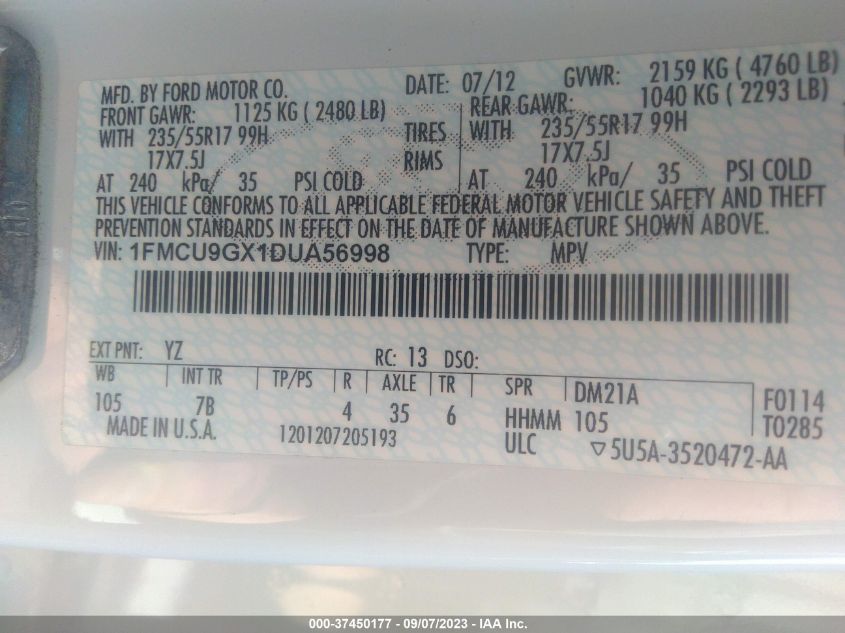 MFD. BY FORD MOTOR CO. DATE: 07/12 GVWR: 2159 KG ( 4760 LB)
FRONT GAWR: 1125 KG ( 2480 LB) REAR GAWR: 1040 KG ( 2293 LB)
WITH 235/55R17 99H TIRES WITH 235/55R17 99H
17X7.5J RIMS 17X7.5J
AT 240 kPa/ 35 PSI COLD AT 240 kPa/ 35 PSI COLD
THIS VEHICLE CONFORMS TO ALL APPLICABLE FEDERAL MOTOR VEHICLE SAFETY AND THEFT
PREVENTION STANDARDS IN EFFECT ON THE DATE OF MANUFACTURE SHOWN ABOVE.
VIN: 1FMCU9GX1DUA56998 TYPE: MPV
EXT PNT: YZ RC: 13 DSO:
WB INT TR TP/PS R AXLE TR SPR DM21A F0114
105 7B 4 35 6 HHMM 105 T0285
MADE IN U.S.A. 1201207205193 ULC ▽5U5A-3520472-AA
000-37450177 - 09/07/2023 - IAA Inc.